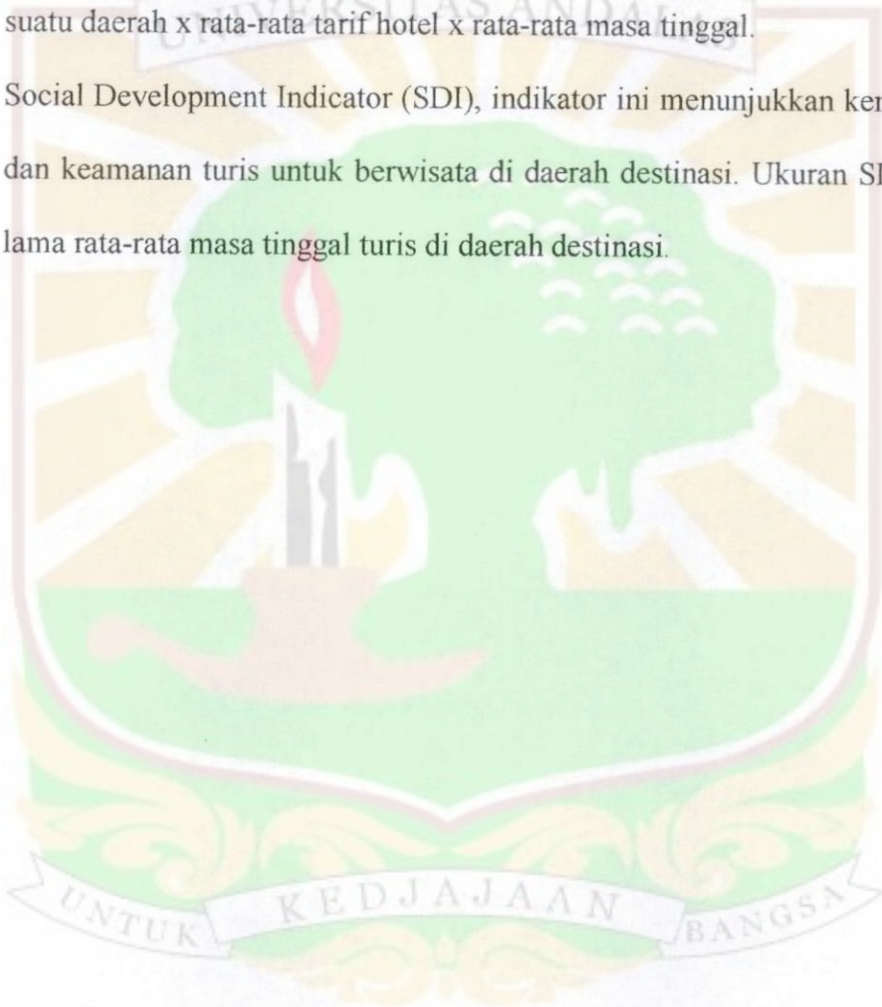 suatu daerah x rata-rata tarif hotel x rata-rata masa tinggal.
UNIVERSITAS ANDALAS
Social Development Indicator (SDI), indikator ini menunjukkan
dan keamanan turis untuk berwisata di daerah destinasi. Ukuran
lama rata-rata masa tinggal turis di daerah destinasi.
UNTUK KEDJAJAAN BANGSA